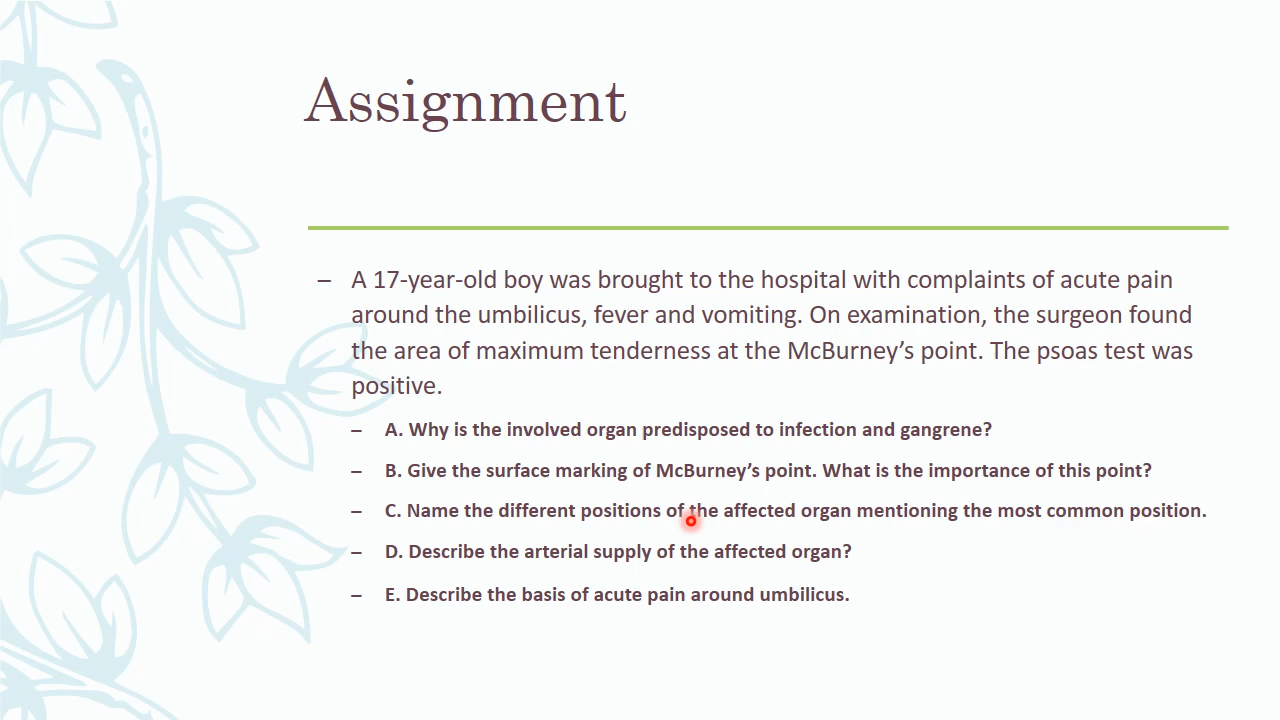 Assignment
– A 17-year-old boy was brought to the hospital with complaints of acute pain
around the umbilicus, fever and vomiting. On examination, the surgeon found
the area of maximum tenderness at the McBurney’s point. The psoas test was
positive.
– A. Why is the involved organ predisposed to infection and gangrene?
– B. Give the surface marking of McBurney’s point. What is the importance of this point?
– C. Name the different positions of the affected organ mentioning the most common position.
– D. Describe the arterial supply of the affected organ?
– E. Describe the basis of acute pain around umbilicus.